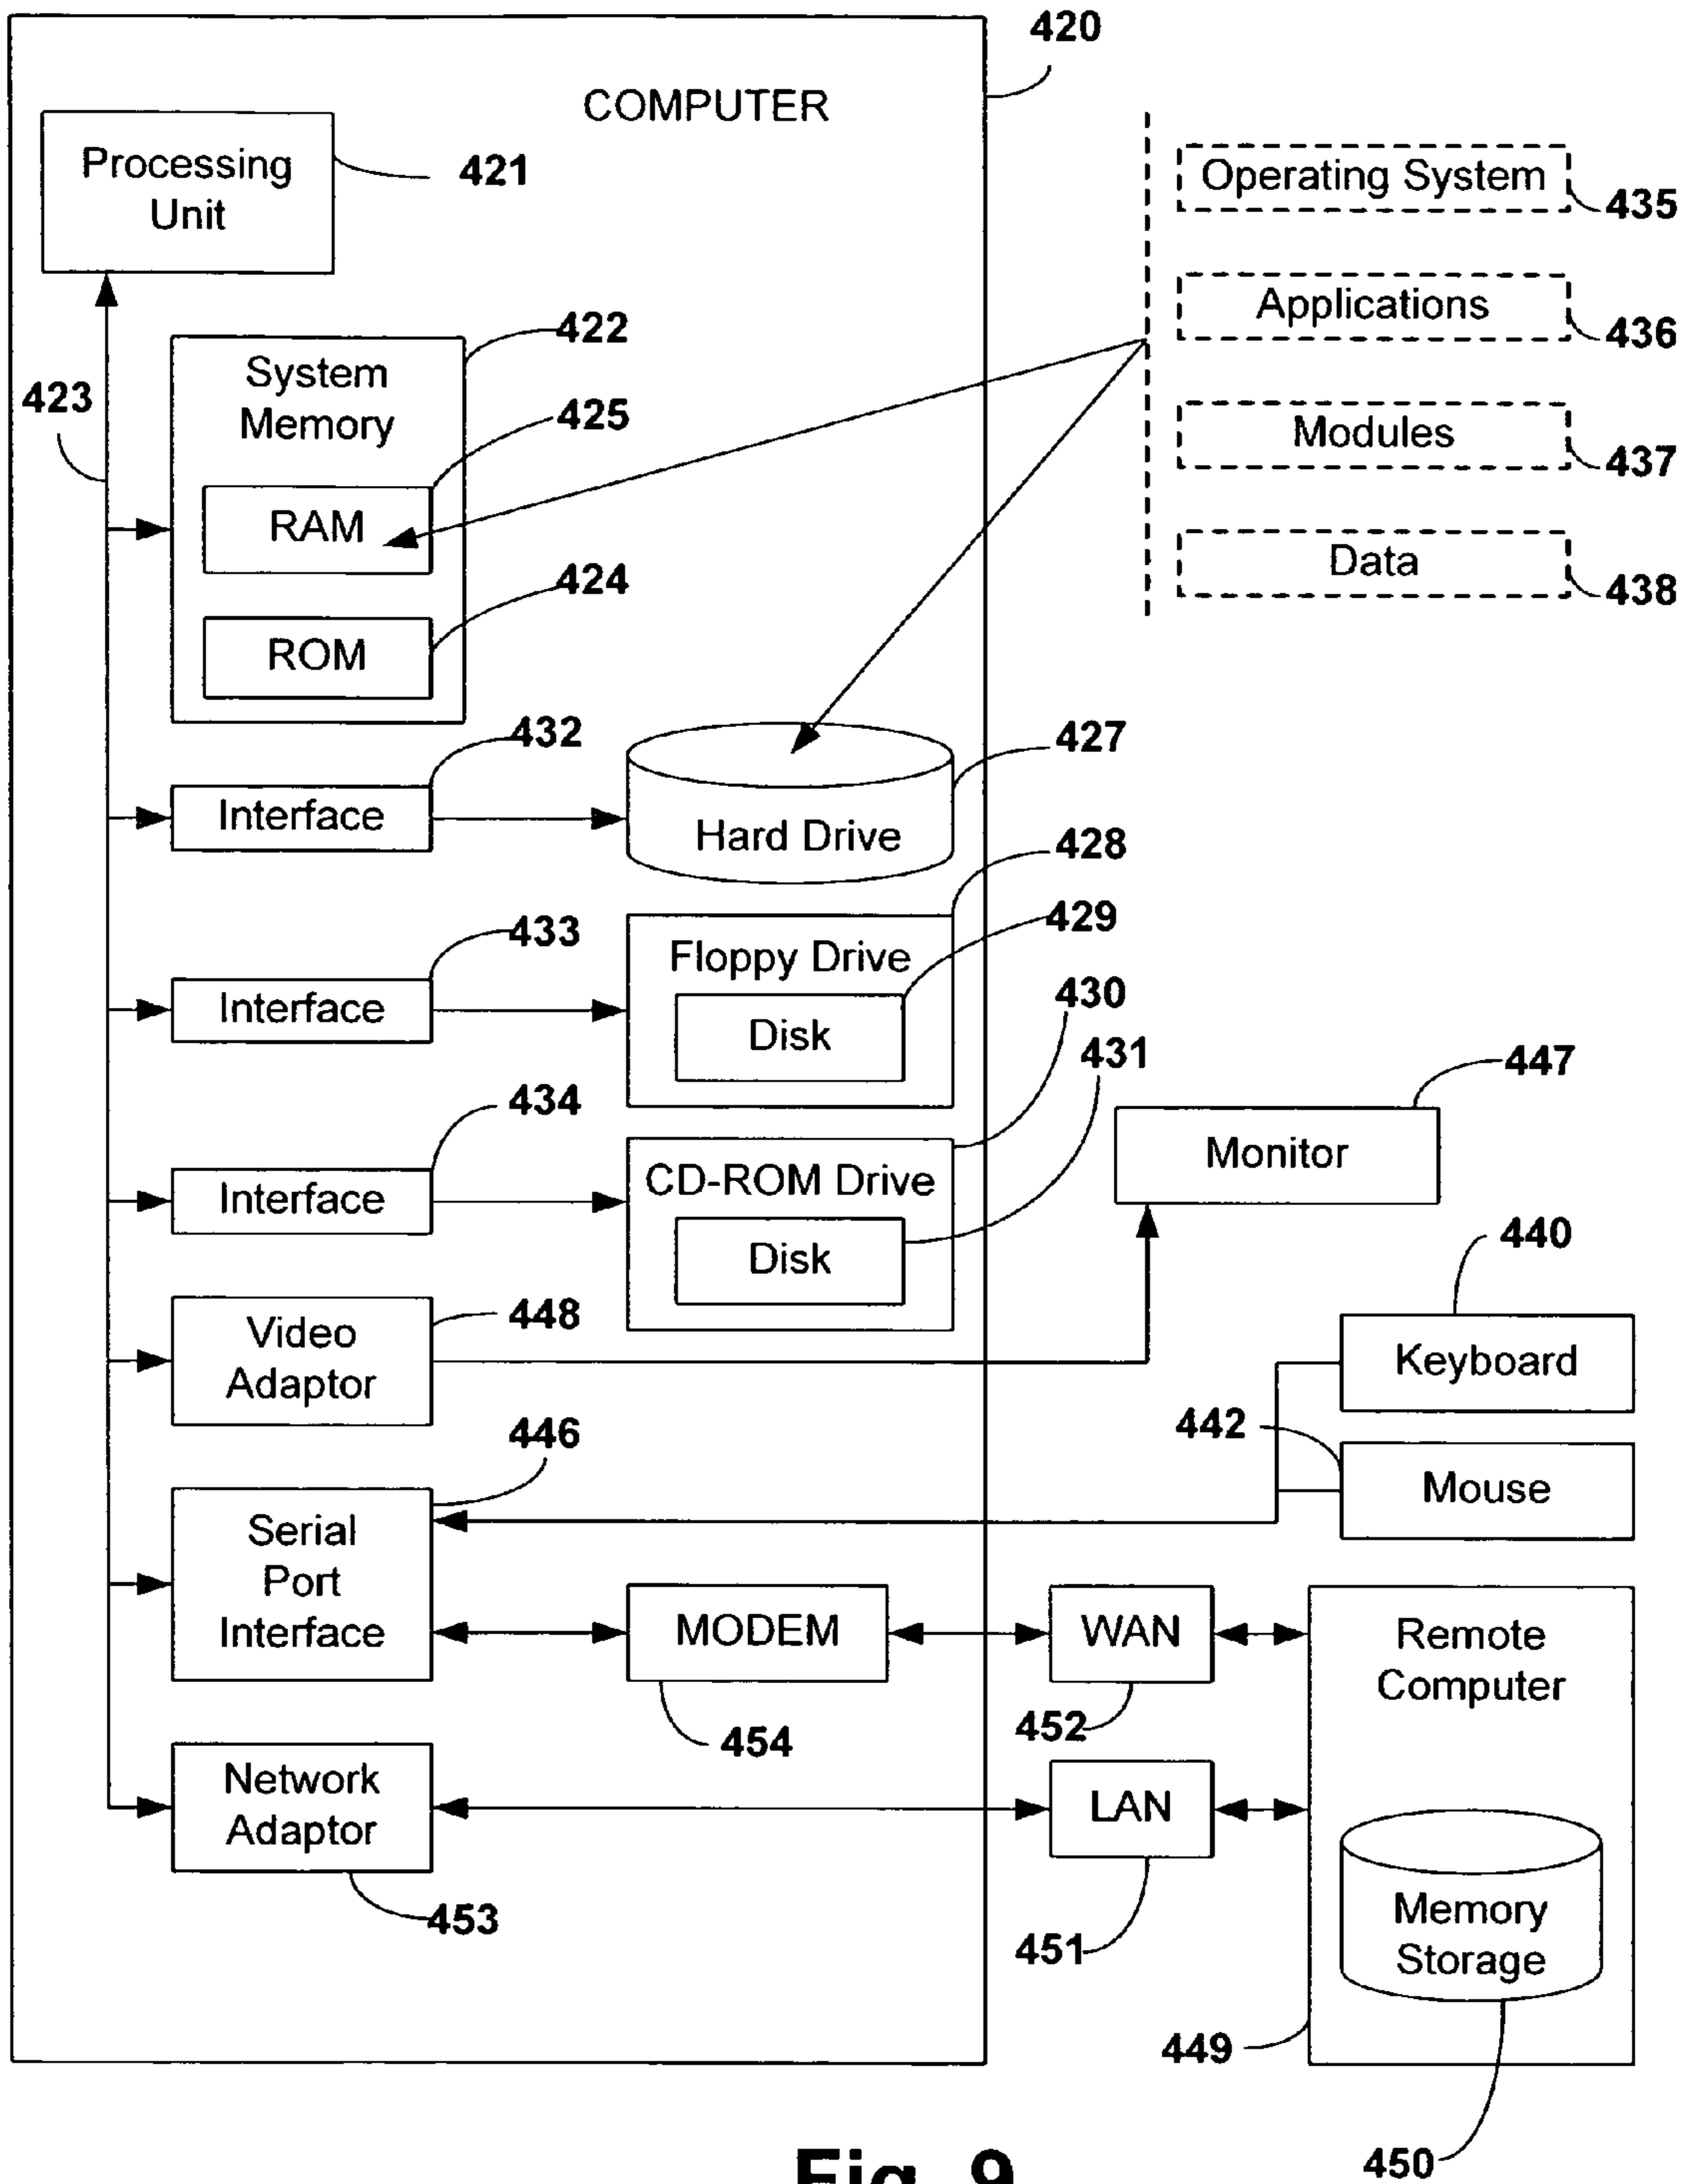 420
COMPUTER
Processing
Unit
421
Operating System
435
Applications
436
Modules
437
Data
438
423
System
Memory
422
425
RAM
424
ROM
432
Interface
Hard Drive
427
433
Interface
428
Floppy Drive
429
Disk
434
Interface
430
CD-ROM Drive
431
Disk
447
Monitor
448
Video
Adaptor
440
Keyboard
442
Mouse
446
Serial
Port
Interface
MODEM
454
WAN
452
Remote
Computer
Network
Adaptor
453
LAN
451
Memory
Storage
449
450
Fig. 9